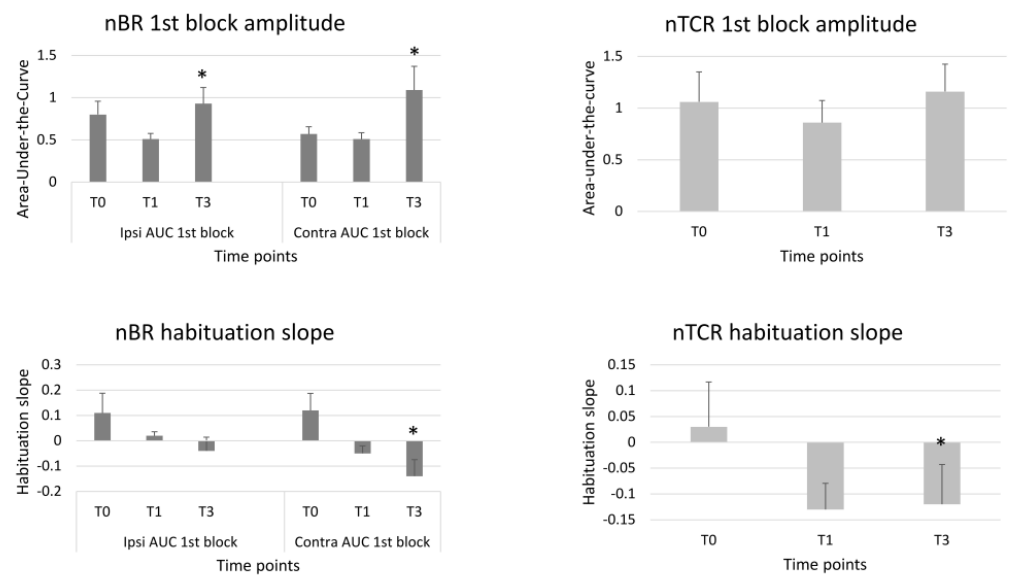 nBR 1st block amplitude
Area-Under-the-Curve
1.5
1
0.5
0
*
*
T0 T1 T3 T0 T1 T3
Ipsi AUC 1st block Contra AUC 1st block
Time points
nTCR 1st block amplitude
Area-under-the-curve
1.5
1
0.5
0
T0 T1 T3
Time points
nBR habituation slope
Habituation slope
0.3
0.2
0.1
0
-0.1
-0.2
*
T0 T1 T3 T0 T1 T3
Ipsi AUC 1st block Contra AUC 1st block
Time points
nTCR habituation slope
Habituation slope
0.15
0.1
0.05
0
-0.05
-0.1
-0.15
*
T0 T1 T3
Time points